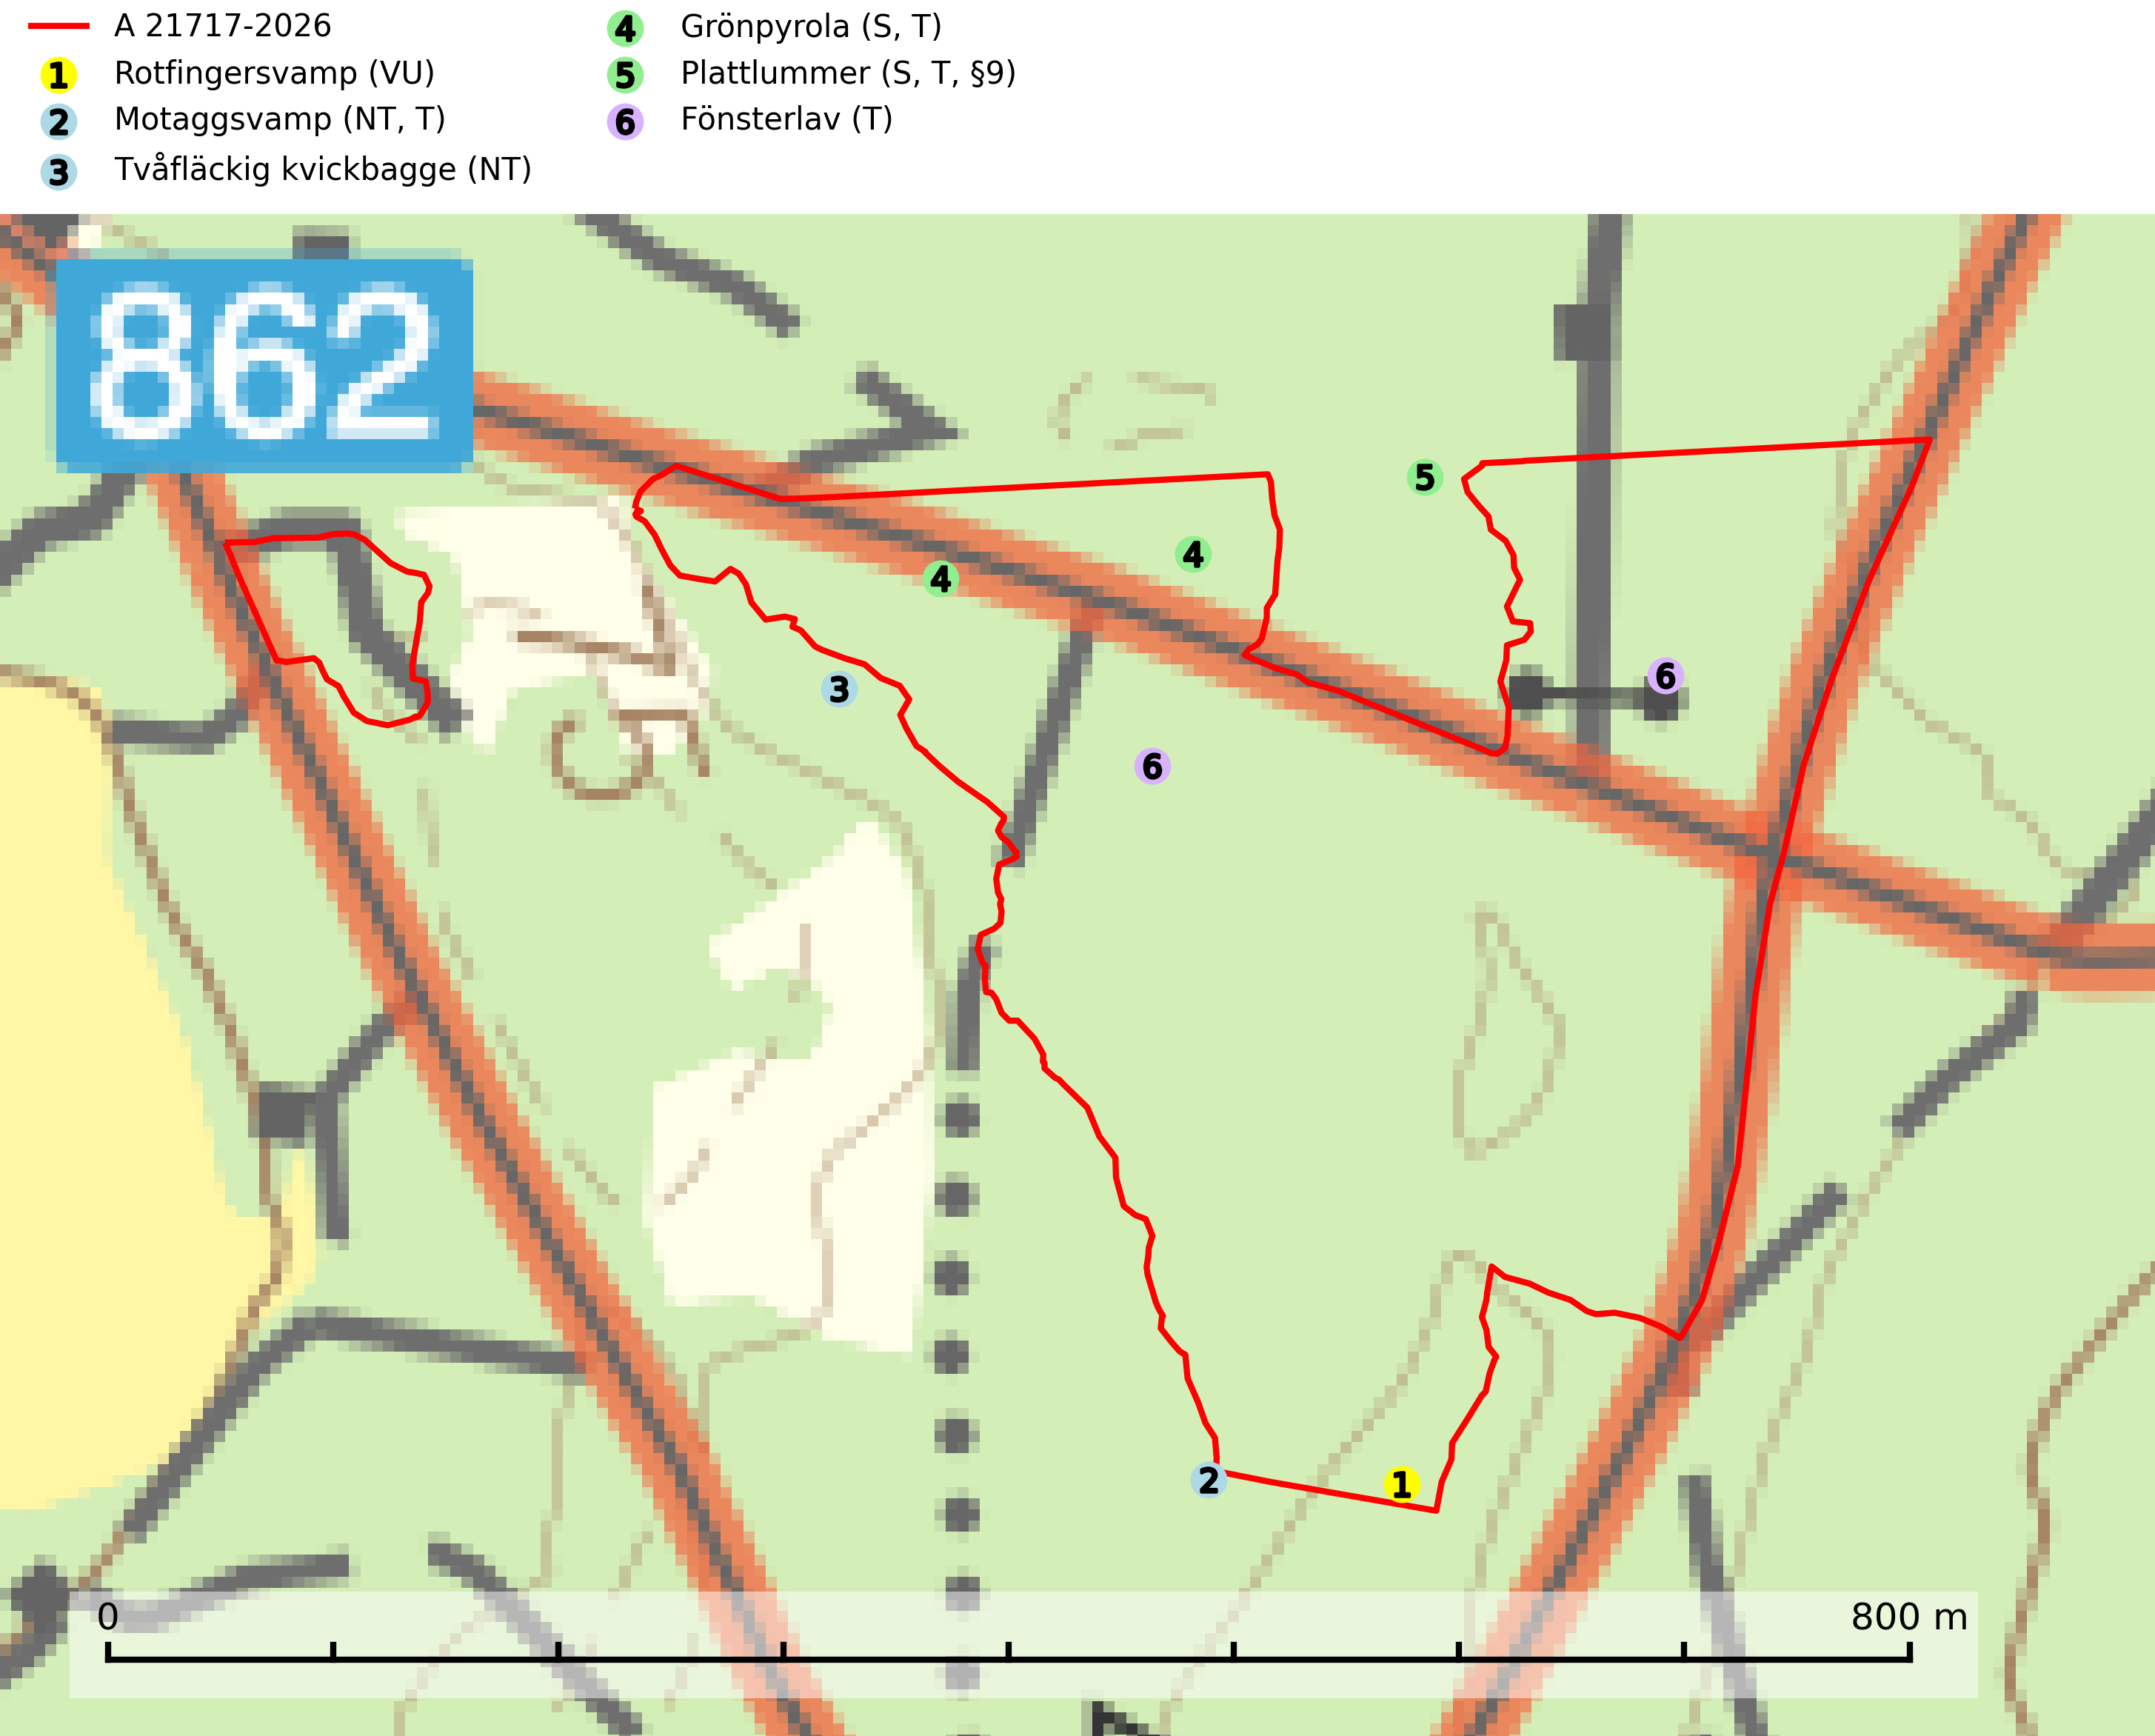 A 21717-2026
1 Rotfingersvamp (VU)
2 Motaggsvamp (NT, T)
3 Tvåfläckig kvickbagge (NT)
4 Grönpyrola (S, T)
5 Plattlummer (S, T, §9)
6 Fönsterlav (T)
862
5
4
4
6
3
6
2
1
0
800 m